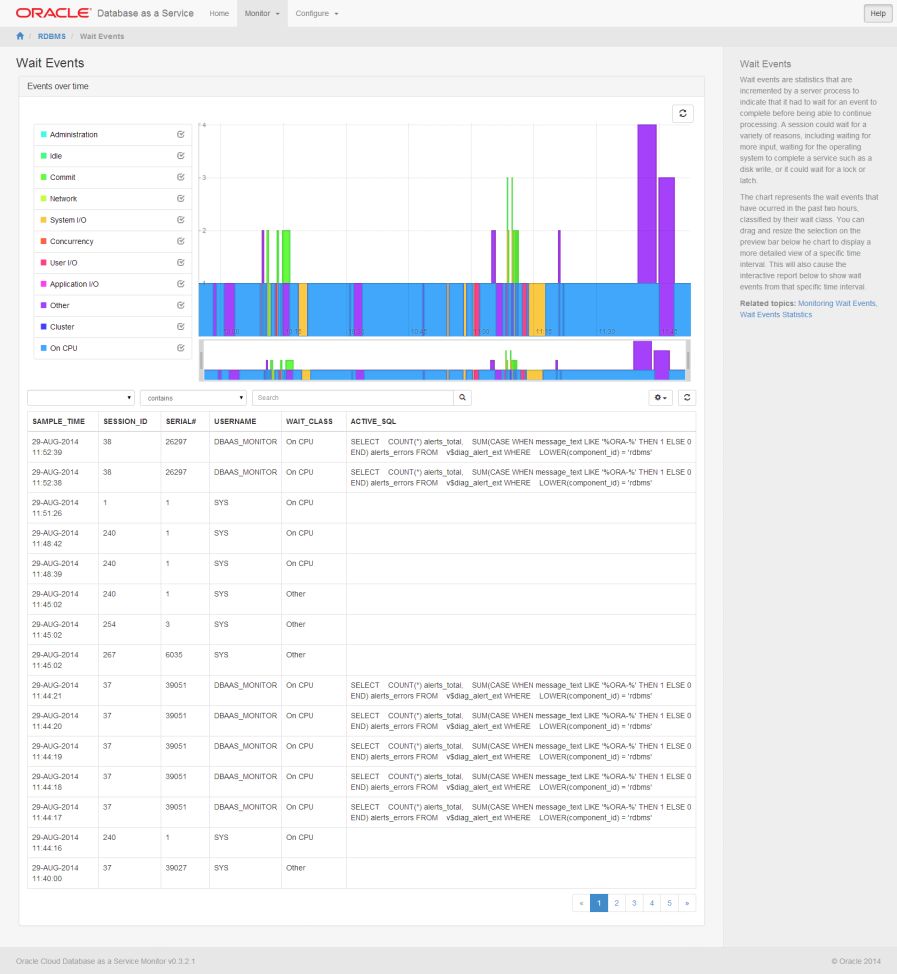 ORACLE Database as a Service Home Monitor Configure Help
RDBMS / Wait Events
Wait Events
Events over time
Administration
Idle
Commit
Network
System I/O
Concurrency
User I/O
Application I/O
Other
Cluster
On CPU
4
3
2
10:45 11:00 11:15 11:30 11:45
contains Search
SAMPLE_TIME SESSION_ID SERIAL# USERNAME WAIT_CLASS ACTIVE_SQL
29-AUG-2014 38 26297 DBAAS_MONITOR On CPU SELECT COUNT(*) alerts_total, SUM(CASE WHEN message_text LIKE '%ORA-%' THEN 1 ELSE 0
11:52:39 END) alerts_errors FROM v$diag_alert_ext WHERE LOWER(component_id) = 'rdbms'
29-AUG-2014 38 26297 DBAAS_MONITOR On CPU SELECT COUNT(*) alerts_total, SUM(CASE WHEN message_text LIKE '%ORA-%' THEN 1 ELSE 0
11:52:38 END) alerts_errors FROM v$diag_alert_ext WHERE LOWER(component_id) = 'rdbms'
29-AUG-2014 1 1 SYS On CPU
11:51:26
29-AUG-2014 240 1 SYS On CPU
11:48:42
29-AUG-2014 240 1 SYS On CPU
11:48:39
29-AUG-2014 240 1 SYS Other
11:45:02
29-AUG-2014 254 3 SYS Other
11:45:02
29-AUG-2014 267 6035 SYS Other
11:45:02
29-AUG-2014 37 39051 DBAAS_MONITOR On CPU SELECT COUNT(*) alerts_total, SUM(CASE WHEN message_text LIKE '%ORA-%' THEN 1 ELSE 0
11:44:21 END) alerts_errors FROM v$diag_alert_ext WHERE LOWER(component_id) = 'rdbms'
29-AUG-2014 37 39051 DBAAS_MONITOR On CPU SELECT COUNT(*) alerts_total, SUM(CASE WHEN message_text LIKE '%ORA-%' THEN 1 ELSE 0
11:44:20 END) alerts_errors FROM v$diag_alert_ext WHERE LOWER(component_id) = 'rdbms'
29-AUG-2014 37 39051 DBAAS_MONITOR On CPU SELECT COUNT(*) alerts_total, SUM(CASE WHEN message_text LIKE '%ORA-%' THEN 1 ELSE 0
11:44:19 END) alerts_errors FROM v$diag_alert_ext WHERE LOWER(component_id) = 'rdbms'
29-AUG-2014 37 39051 DBAAS_MONITOR On CPU SELECT COUNT(*) alerts_total, SUM(CASE WHEN message_text LIKE '%ORA-%' THEN 1 ELSE 0
11:44:18 END) alerts_errors FROM v$diag_alert_ext WHERE LOWER(component_id) = 'rdbms'
29-AUG-2014 37 39051 DBAAS_MONITOR On CPU SELECT COUNT(*) alerts_total, SUM(CASE WHEN message_text LIKE '%ORA-%' THEN 1 ELSE 0
11:44:17 END) alerts_errors FROM v$diag_alert_ext WHERE LOWER(component_id) = 'rdbms'
29-AUG-2014 240 1 SYS On CPU
11:44:16
29-AUG-2014 37 39027 SYS Other
11:40:00
« 1 2 3 4 5 »
Wait Events
Wait events are statistics that are
incremented by a server process to
indicate that it had to wait for an event to
complete before being able to continue
processing. A session could wait for a
variety of reasons, including waiting for
more input, waiting for the operating
system to complete a service such as a
disk write, or it could wait for a lock or
latch.
The chart represents the wait events that
have ocurred in the past two hours,
classified by their wait class. You can
drag and resize the selection on the
preview bar below he chart to display a
more detailed view of a specific time
interval. This will also cause the
interactive report below to show wait
events from that specific time interval.
Related topics: Monitoring Wait Events,
Wait Events Statistics
Oracle Cloud Database as a Service Monitor v0.3.2.1 © Oracle 2014